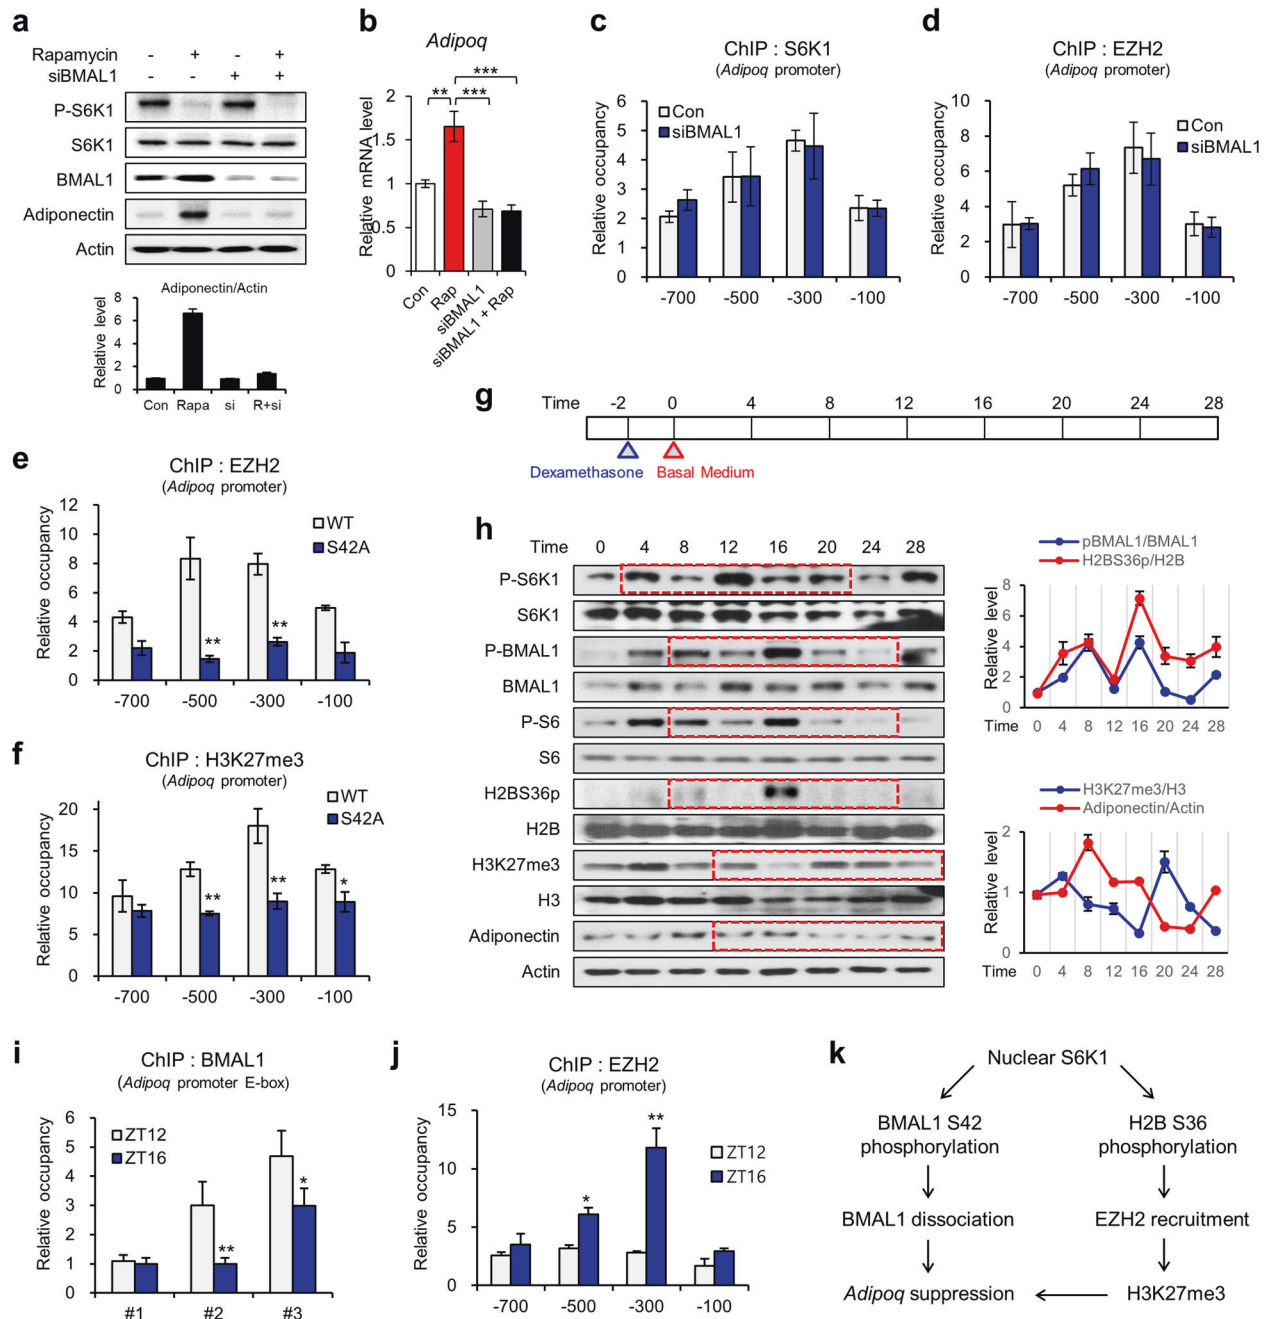 a
Rapamycin - + - +
siBMAL1 - - + +
P-S6K1
S6K1
BMAL1
Adiponectin
Actin
Adiponectin/Actin
Relative level
8
6
4
2
0
Con Rapa si R+si
b
Adipoq
***
** ***
Relative mRNA level
2
1.5
1
0.5
0
Con
Rap
siBMAL1
siBMAL1 + Rap
c
ChIP : S6K1
(Adipoq promoter)
Relative occupancy
6
5
4
3
2
1
0
Con
siBMAL1
-700 -500 -300 -100
d
ChIP : EZH2
(Adipoq promoter)
Relative occupancy
10
8
6
4
2
0
Con
siBMAL1
-700 -500 -300 -100
e
ChIP : EZH2
(Adipoq promoter)
Relative occupancy
12
10
8
6
4
2
0
WT
S42A
** **
-700 -500 -300 -100
f
ChIP : H3K27me3
(Adipoq promoter)
Relative occupancy
20
15
10
5
0
WT
S42A
** ** *
-700 -500 -300 -100
g
Time -2 0 4 8 12 16 20 24 28
Dexamethasone Basal Medium
h
Time 0 4 8 12 16 20 24 28
P-S6K1
S6K1
P-BMAL1
BMAL1
P-S6
S6
H2BS36p
H2B
H3K27me3
H3
Adiponectin
Actin
pBMAL1/BMAL1
H2BS36p/H2B
Relative level
8
6
4
2
0
Time 0 4 8 12 16 20 24 28
H3K27me3/H3
Adiponectin/Actin
Relative level
2
1
0
Time 0 4 8 12 16 20 24 28
i
ChIP : BMAL1
(Adipoq promoter E-box)
Relative occupancy
6
5
4
3
2
1
0
ZT12
ZT16
** *
#1 #2 #3
j
ChIP : EZH2
(Adipoq promoter)
Relative occupancy
15
10
5
0
ZT12
ZT16
* **
-700 -500 -300 -100
k
Nuclear S6K1
BMAL1 S42 H2B S36
phosphorylation phosphorylation
BMAL1 dissociation EZH2 recruitment
Adipoq suppression H3K27me3